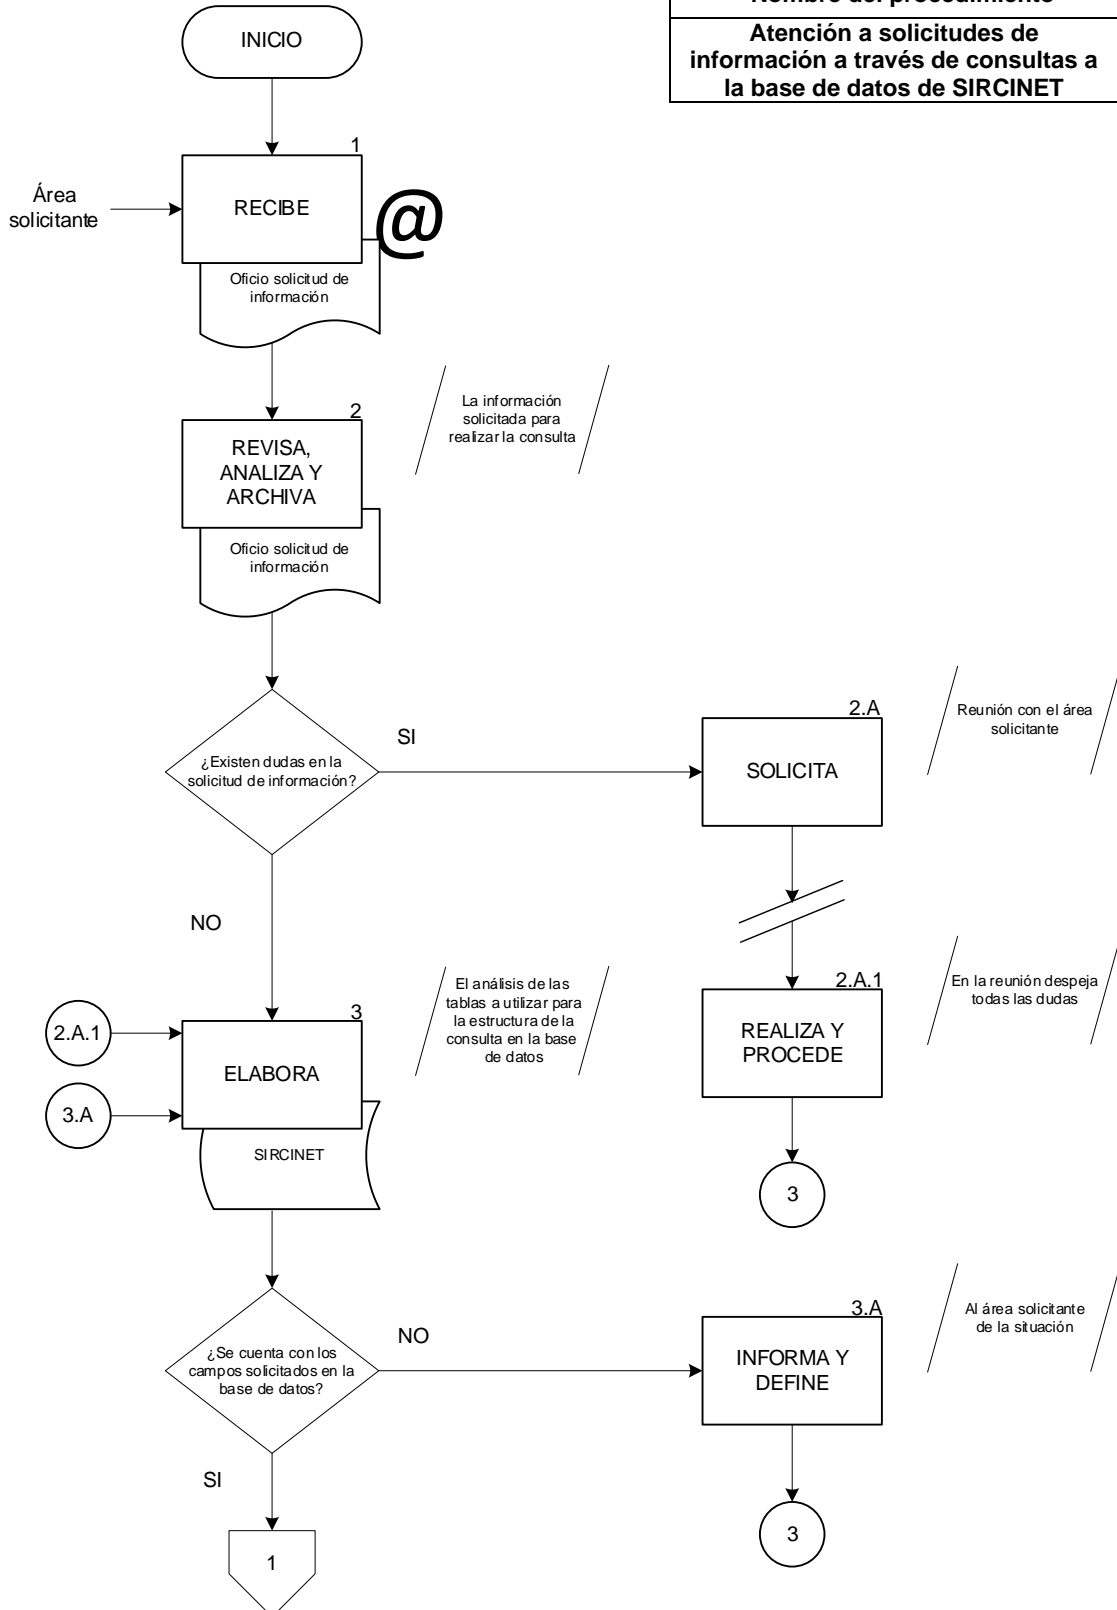 Nombre del procedimiento
Atención a solicitudes de
información a través de consultas a
la base de datos de SIRCINET
INICIO
1
Área
solicitante
RECIBE
@
Oficio solicitud de
información
2
REVISA,
ANALIZA Y
ARCHIVA
La información
solicitada para
realizar la consulta
Oficio solicitud de
información
¿Existen dudas en la
solicitud de información?
SI
2.A
SOLICITA
Reunión con el área
solicitante
NO
2.A.1
REALIZA Y
PROCEDE
En la reunión despeja
todas las dudas
3
2.A.1
3.A
3
ELABORA
El análisis de las
tablas a utilizar para
la estructura de la
consulta en la base
de datos
SIRCINET
¿Se cuenta con los
campos solicitados en la
base de datos?
NO
3.A
INFORMA Y
DEFINE
Al área solicitante
de la situación
3
SI
1